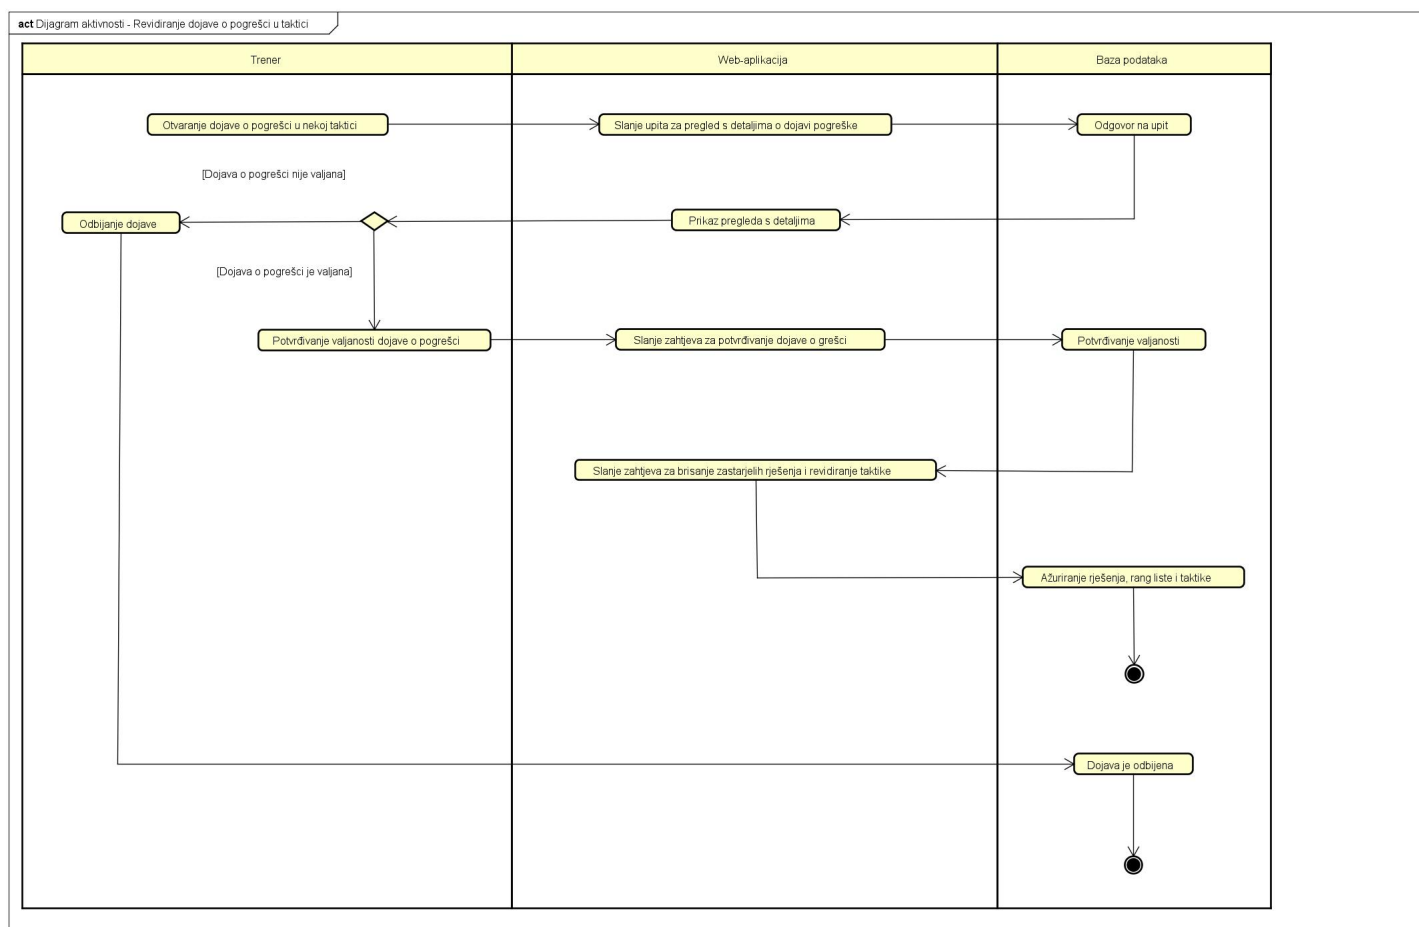 act Dijagram aktivnosti - Revidiranje dojave o pogrešci u taktici
Trener
Web-aplikacija
Baza podataka
Otvaranje dojave o pogrešci u nekoj taktici
Slanje upita za pregled s detaljima o dojavi pogreške
Odgovor na upit
[Dojava o pogrešci nije valjana]
Odbijanje dojave
Prikaz pregleda s detaljima
[Dojava o pogrešci je valjana]
Potvrđivanje valjanosti dojave o pogrešci
Slanje zahtjeva za potvrđivanje dojave o grešci
Potvrđivanje valjanosti
Slanje zahtjeva za brisanje zastarjelih rješenja i revidiranje taktike
Ažuriranje rješenja, rang liste i taktike
Dojava je odbijena